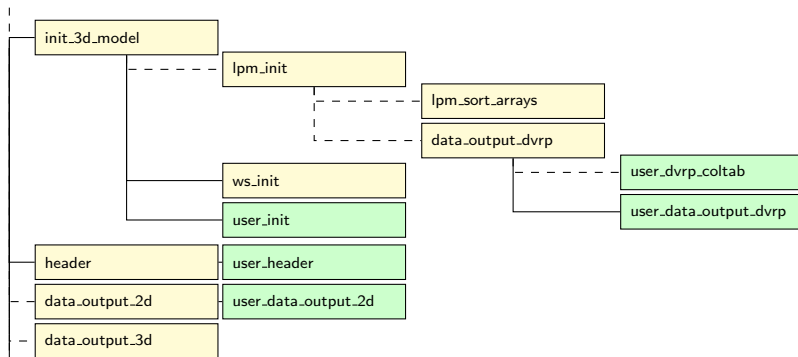 init_3d_model
lpm_init
lpm_sort_arrays
data_output_dvrp
user_dvrp_coltab
ws_init
user_data_output_dvrp
user_init
header
user_header
data_output_2d
user_data_output_2d
data_output_3d